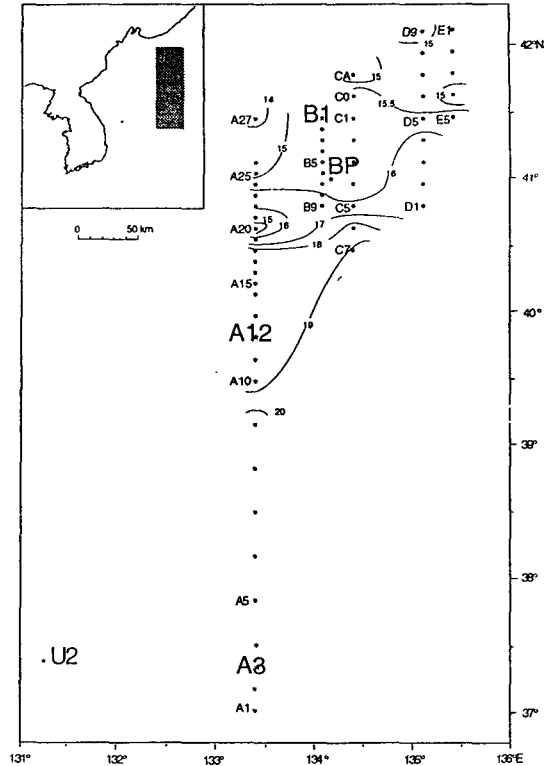 D9 E1
42°N
15
CA 15
15
C0
15.5
14
A27
B1 C1 D5 E5
15
B5 BP
A25
16
41°
B9 C5 D1
15
16 17
A20
18
C7
0 50 km
A15
40°
19
A12
A10
20
39°
38°
A5
U2
A3
A1
37°
131° 132° 133° 134° 135° 136°E